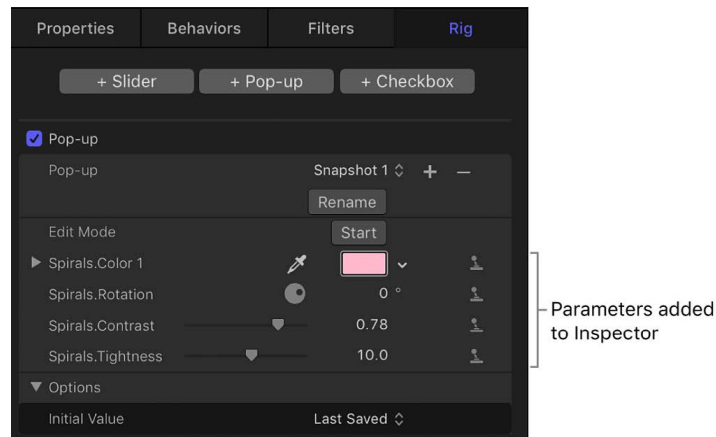 Properties Behaviors Filters Rig
+ Slider + Pop-up + Checkbox
Pop-up
Pop-up Snapshot 1 + –
Rename
Edit Mode Start
Spirals.Color 1
Spirals.Rotation 0 °
Spirals.Contrast 0.78
Spirals.Tightness 10.0
Options
Initial Value Last Saved
Parameters added
to Inspector